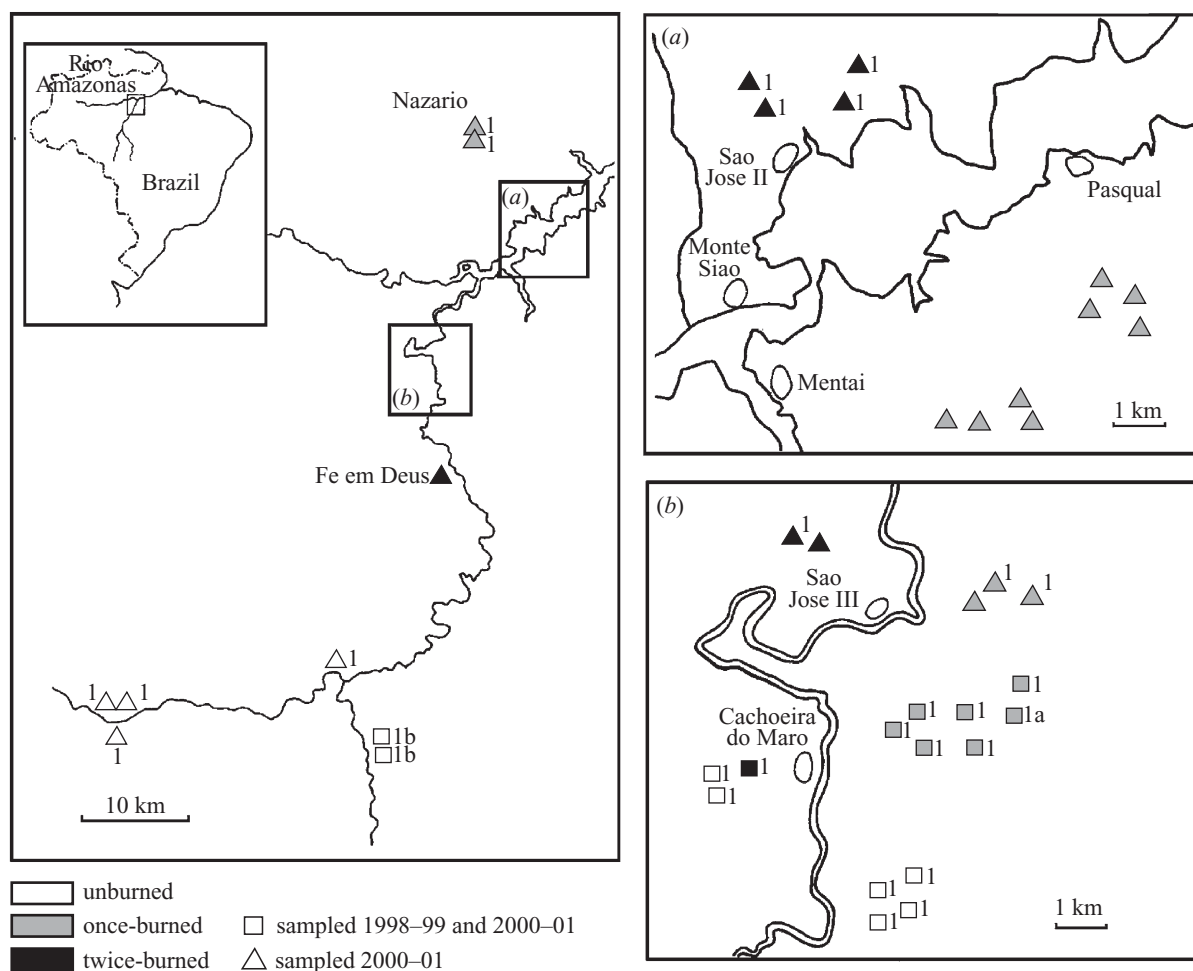 Rio
Amazonas
Brazil
Nazario
1
1
(a)
(b)
Fe em Deus
1
1
1
1
1b
1b
10 km
(a)
1
1
1
1
Sao
Jose II
Pasqual
Monte
Siao
Mentai
1 km
(b)
1
Sao
Jose III
1
1
1
1
1
1a
1
1
1
Cachoeira
do Maro
1
1
1
1
1
1
1
1 km
unburned
once-burned
twice-burned
sampled 1998–99 and 2000–01
sampled 2000–01